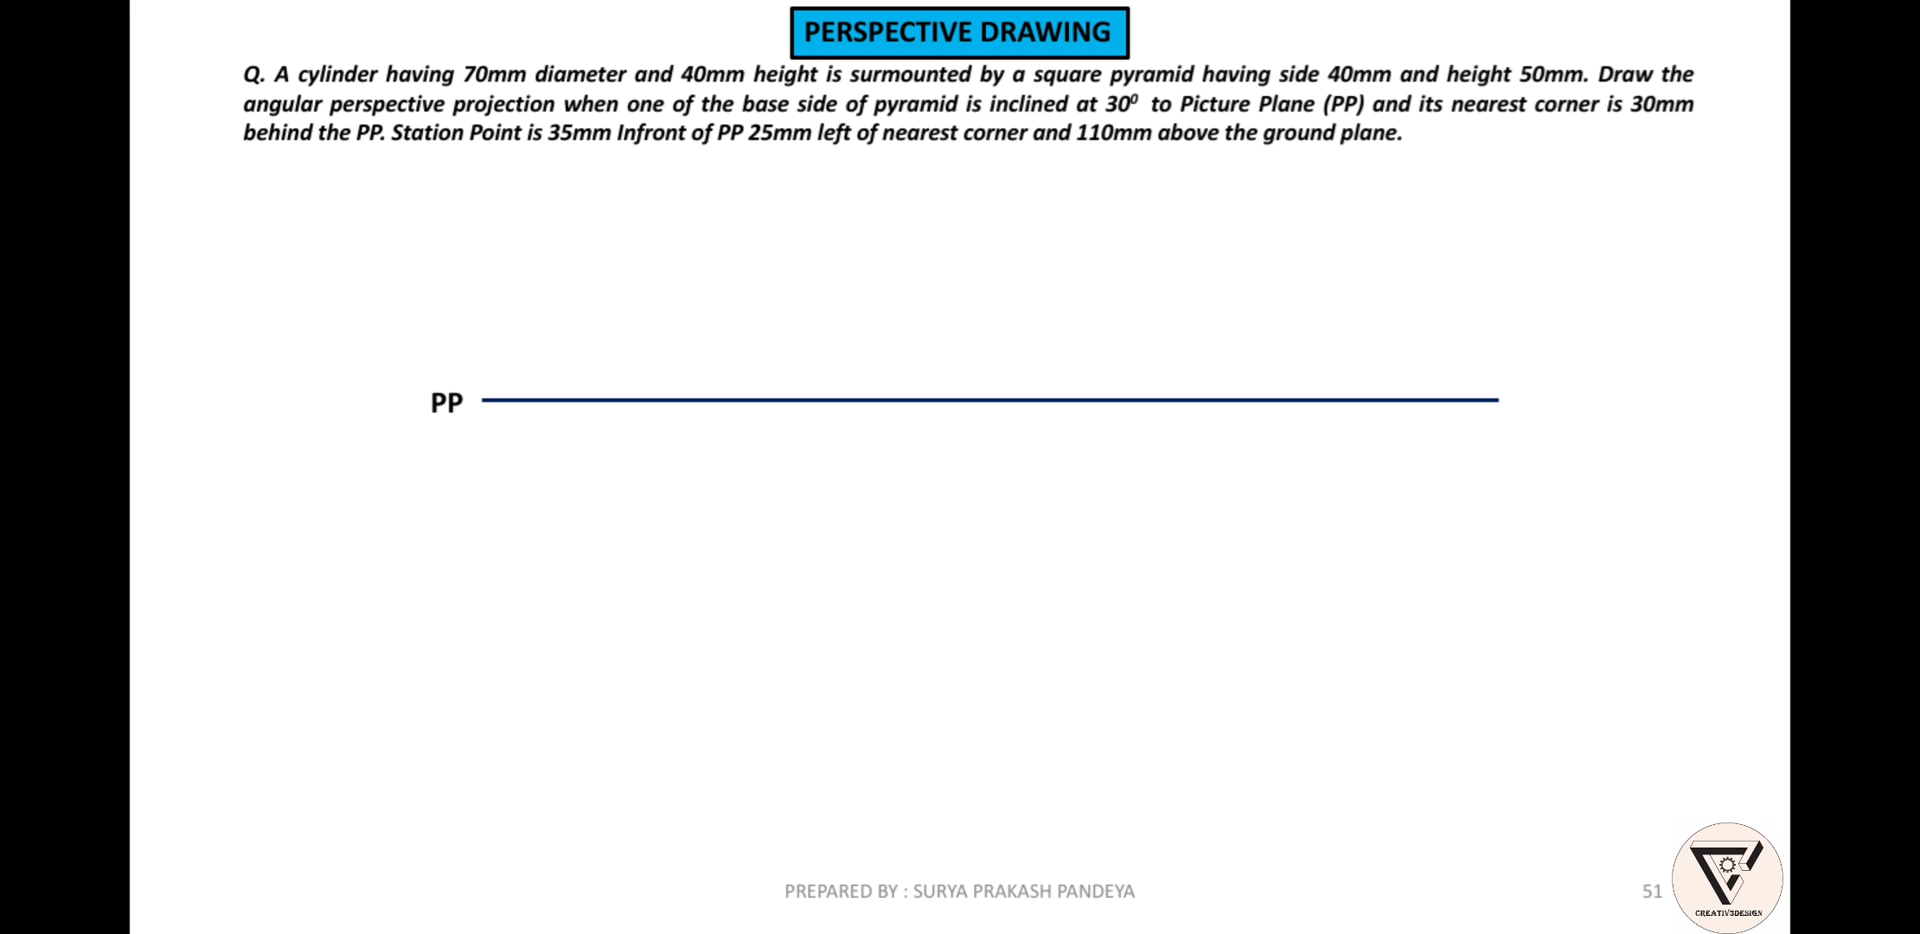 PERSPECTIVE DRAWING
Q. A cylinder having 70mm diameter and 40mm height is surmounted by a square pyramid having side 40mm and height 50mm. Draw the
angular perspective projection when one of the base side of pyramid is inclined at 30⁰ to Picture Plane (PP) and its nearest corner is 30mm
behind the PP. Station Point is 35mm Infront of PP 25mm left of nearest corner and 110mm above the ground plane.
PP
PREPARED BY : SURYA PRAKASH PANDEYA
51
CREATIV3DESIGN